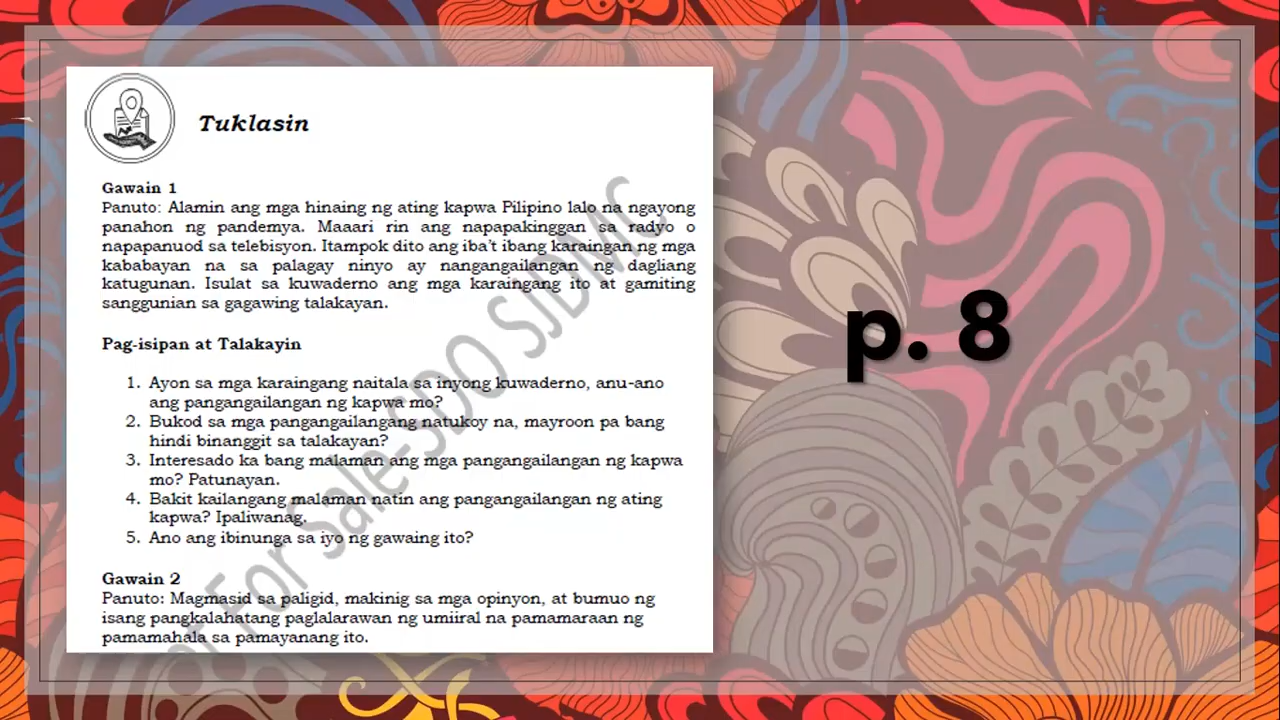 Tuklasin
Gawain 1
Panuto: Alamin ang mga hinaing ng ating kapwa Pilipino lalo na ngayong
panahon ng pandemya. Maaari rin ang napapakinggan sa radyo o
napapanuod sa telebisyon. Itampok dito ang iba't ibang karaingan ng mga
kababayan na sa palagay ninyo ay nangangailangan ng dagliang
katugunan. Isulat sa kuwaderno ang mga karaingang ito at gamiting
sanggunian sa gagawing talakayan.
Pag-isipan at Talakayin
1. Ayon sa mga karaingang naitala sa inyong kuwaderno, anu-ano
ang pangangailangan ng kapwa mo?
2. Bukod sa mga pangangailangang natukoy na, mayroon pa bang
hindi binanggit sa talakayan?
3. Interesado ka bang malaman ang mga pangangailangan ng kapwa
mo? Patunayan.
4. Bakit kailangang malaman natin ang pangangailangan ng ating
kapwa? Ipaliwanag.
5. Ano ang ibinunga sa iyo ng gawaing ito?
Gawain 2
Panuto: Magmasid sa paligid, makinig sa mga opinyon, at bumuo ng
isang pangkalahatang paglalarawan ng umiiral na pamamaraan ng
pamamahala sa pamayanang ito.
For Sale-SDO SJDMC
p. 8